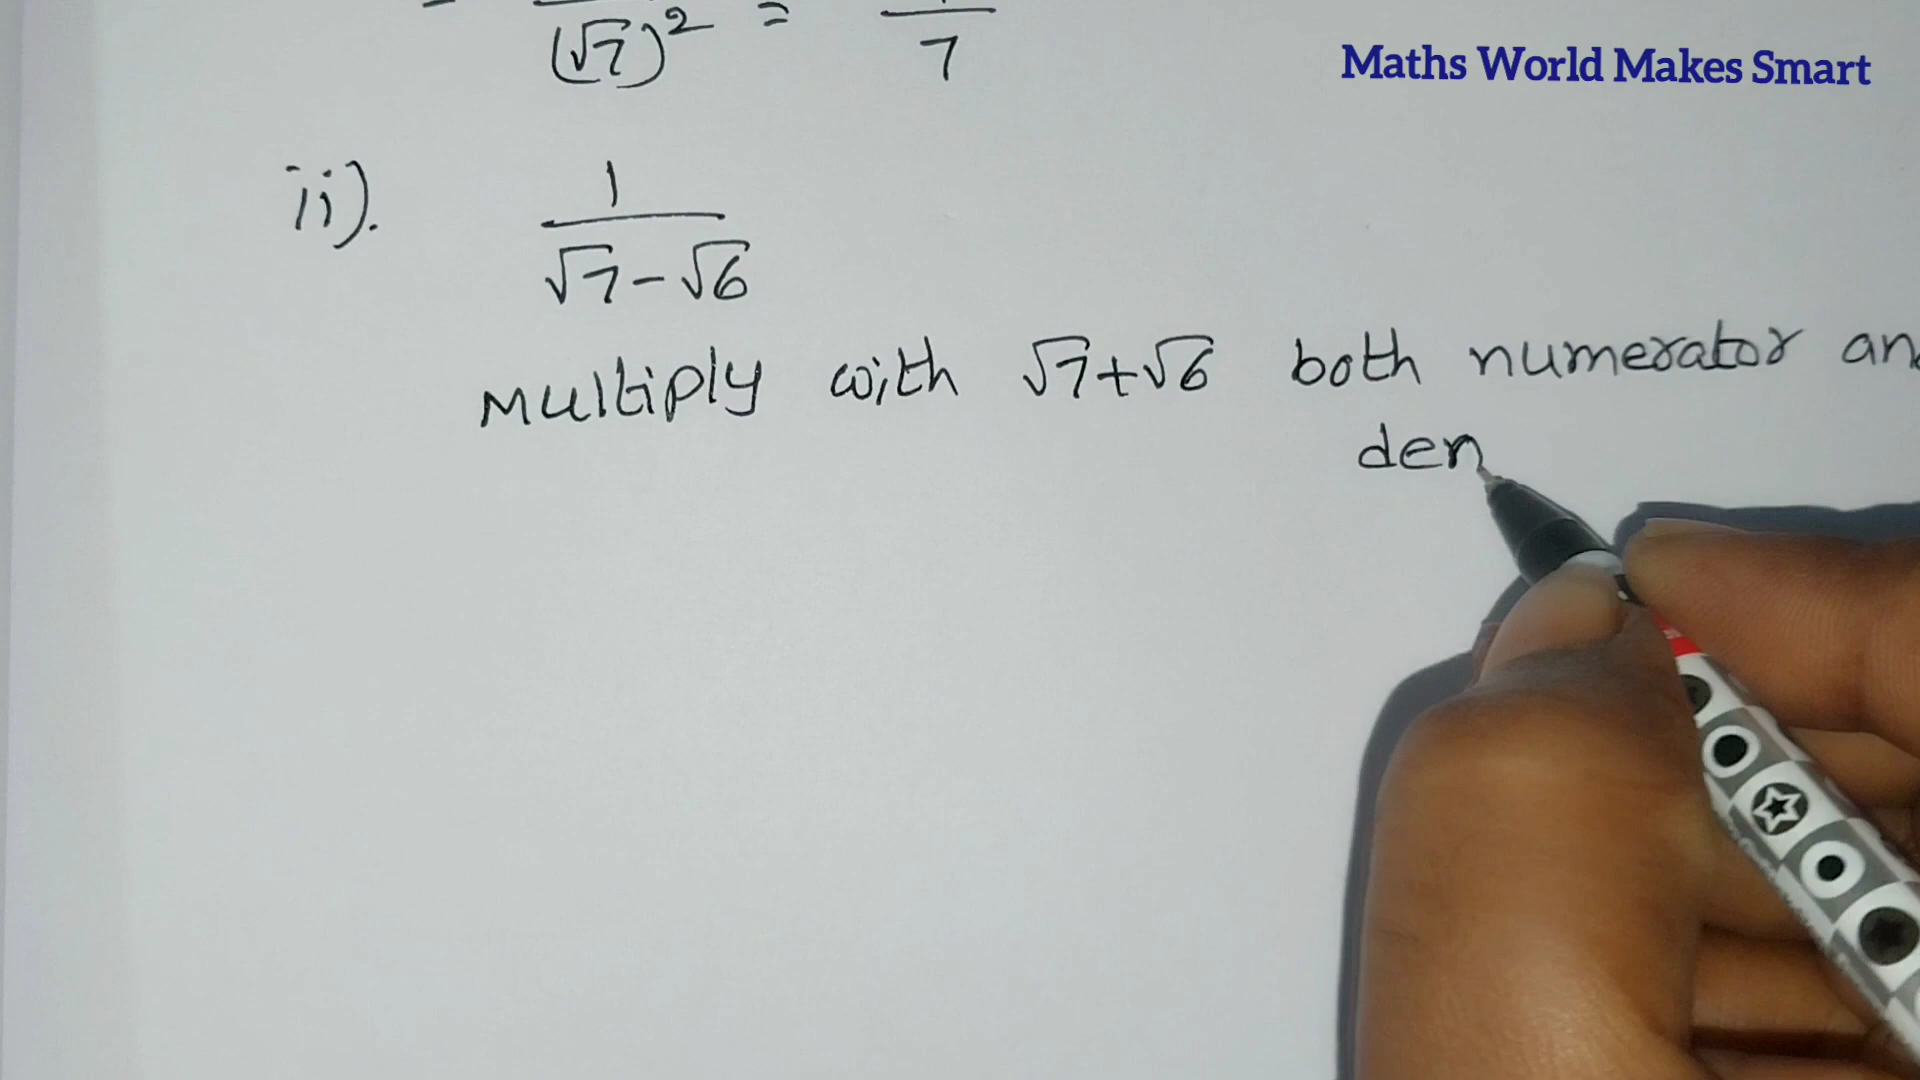 (√7)² = 7
Maths World Makes Smart
ii). 1
√7-√6
Multiply with √7+√6 both numerator an
den